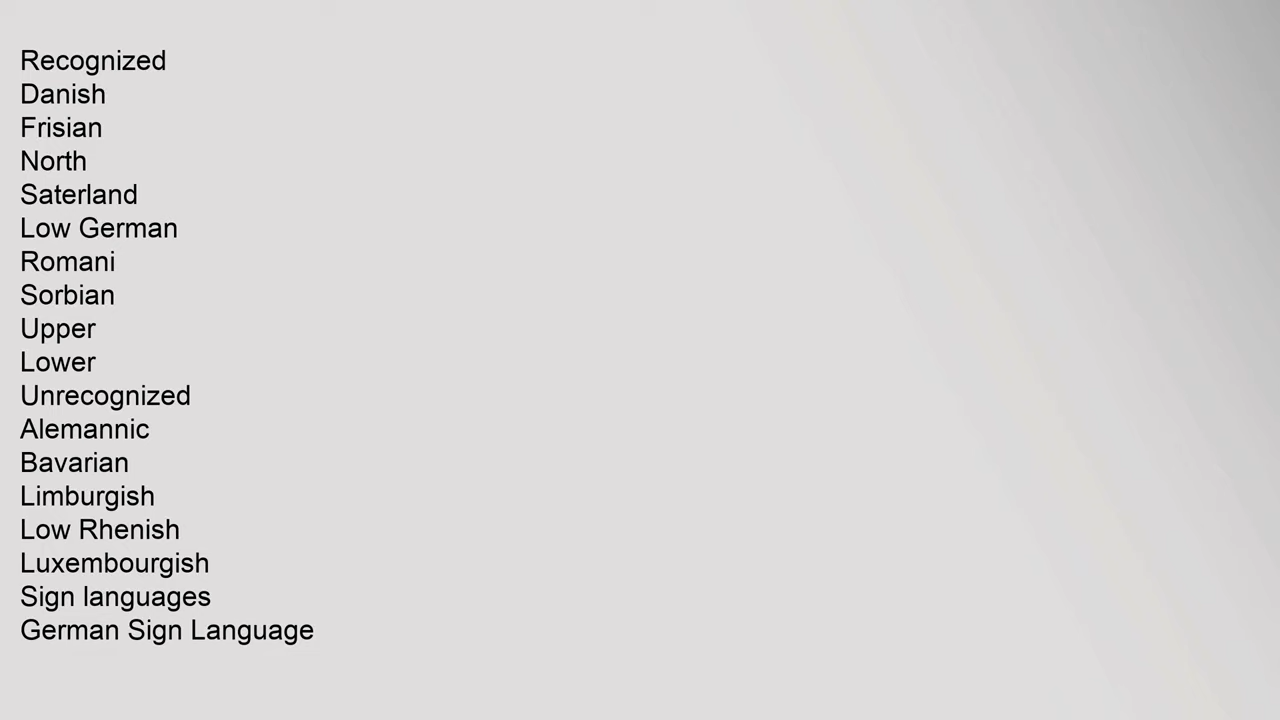 Recognized
Danish
Frisian
North
Saterland
Low German
Romani
Sorbian
Upper
Lower
Unrecognized
Alemannic
Bavarian
Limburgish
Low Rhenish
Luxembourgish
Sign languages
German Sign Language